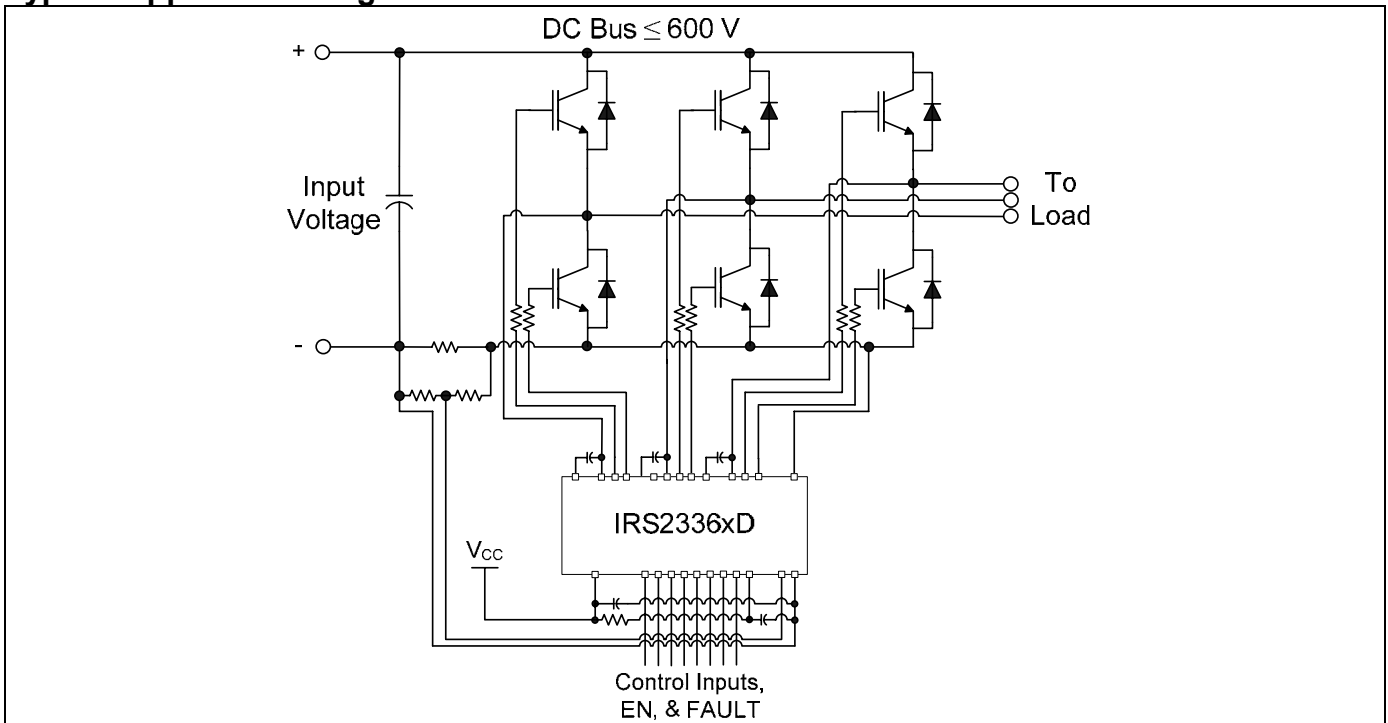 DC Bus ≤ 600 V
+
Input
Voltage
To
Load
-
IRS2336xD
VCC
Control Inputs,
EN, & FAULT